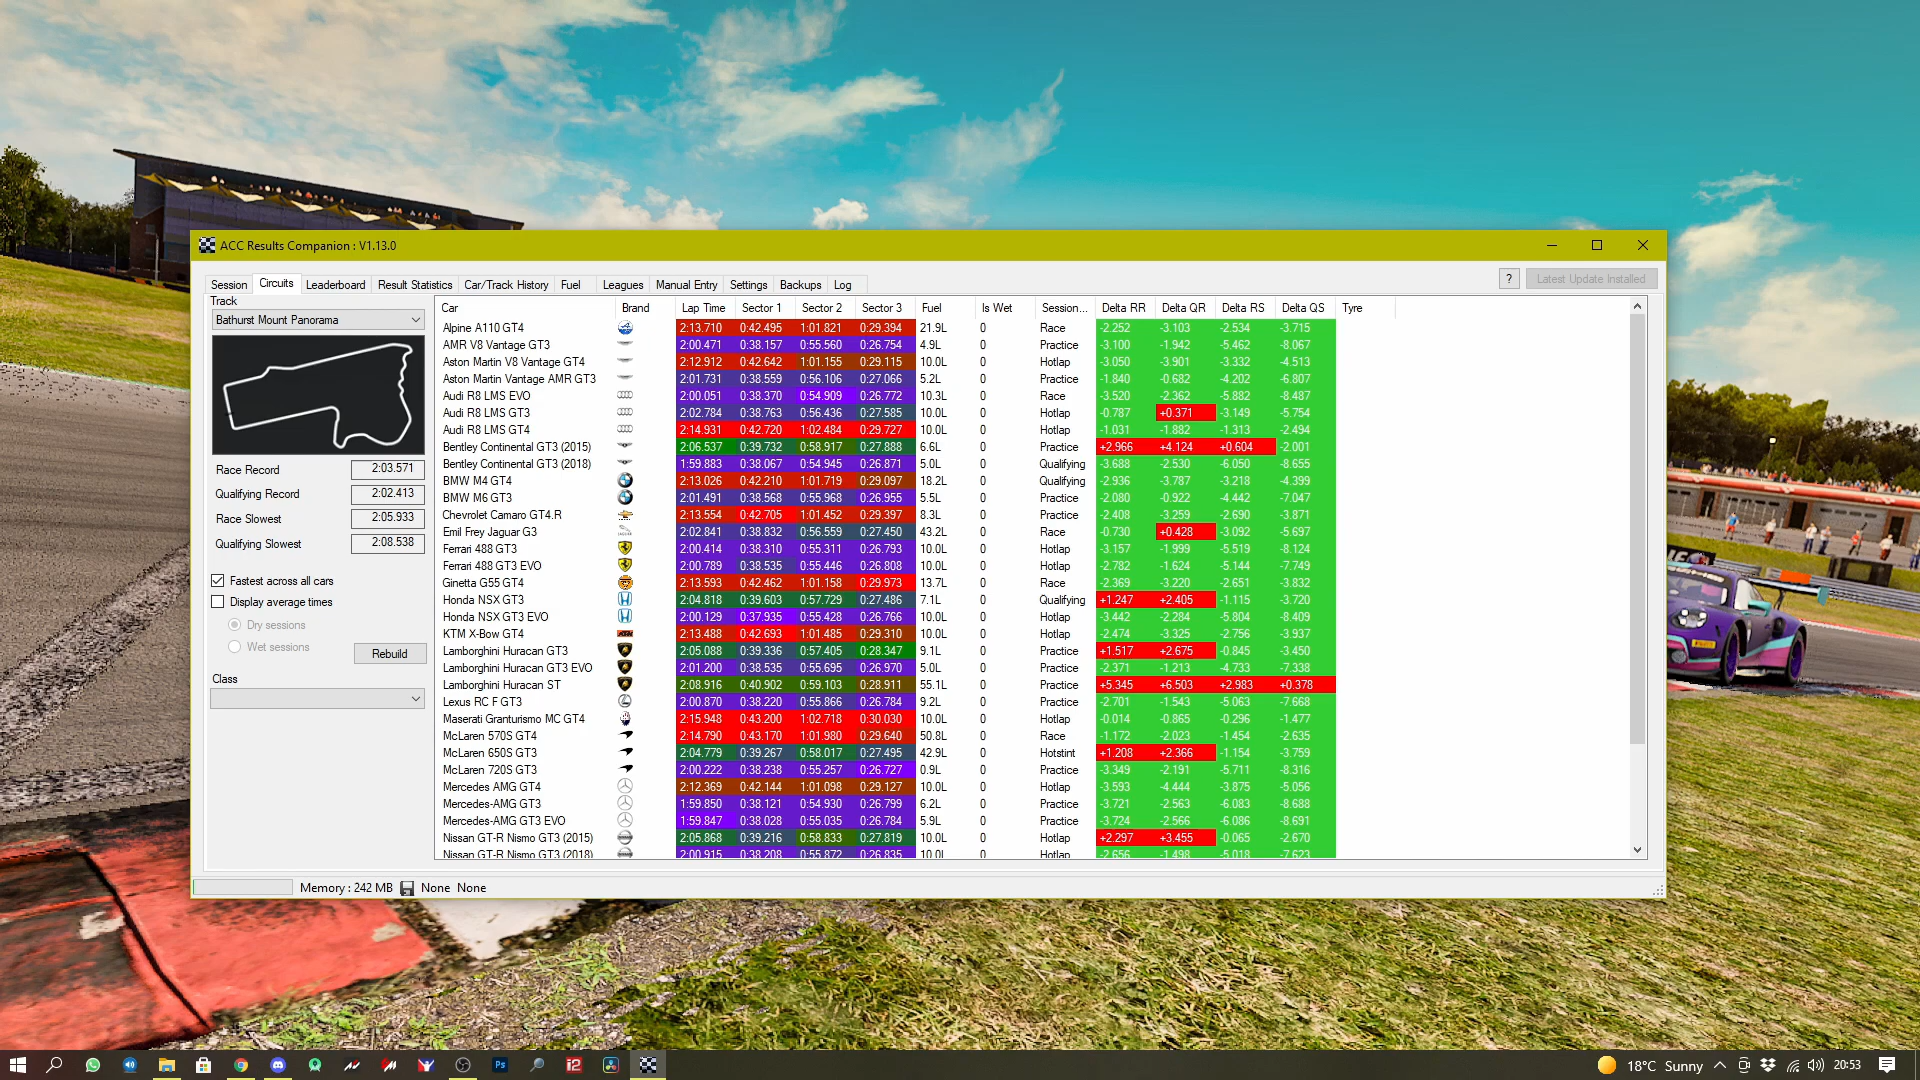 ACC Results Companion : V1.13.0
Session Circuits Leaderboard Result Statistics Car/Track History Fuel Leagues Manual Entry Settings Backups Log ? Latest Update Installed
Track
Bathurst Mount Panorama
Race Record 2:03.571
Qualifying Record 2:02.413
Race Slowest 2:05.933
Qualifying Slowest 2:08.538
Fastest across all cars
Display average times
Dry sessions
Wet sessions
Rebuild
Class
Car Brand Lap Time Sector 1 Sector 2 Sector 3 Fuel Is Wet Session... Delta RR Delta QR Delta RS Delta QS Tyre
Alpine A110 GT4 2:13.710 0:42.495 1:01.821 0:29.394 21.9L 0 Race -2.252 -3.103 -2.534 -3.715
AMR V8 Vantage GT3 2:00.471 0:38.157 0:55.560 0:26.754 4.9L 0 Practice -3.100 -1.942 -5.462 -8.067
Aston Martin V8 Vantage GT4 2:12.912 0:42.642 1:01.155 0:29.115 10.0L 0 Hotlap -3.050 -3.901 -3.332 -4.513
Aston Martin Vantage AMR GT3 2:01.731 0:38.559 0:56.106 0:27.066 5.2L 0 Practice -1.840 -0.682 -4.202 -6.807
Audi R8 LMS EVO 2:00.051 0:38.370 0:54.909 0:26.772 10.3L 0 Race -3.520 -2.362 -5.882 -8.487
Audi R8 LMS GT3 2:02.784 0:38.763 0:56.436 0:27.585 10.0L 0 Hotlap -0.787 +0.371 -3.149 -5.754
Audi R8 LMS GT4 2:14.931 0:42.720 1:02.484 0:29.727 10.0L 0 Hotlap -1.031 -1.882 -1.313 -2.494
Bentley Continental GT3 (2015) 2:06.537 0:39.732 0:58.917 0:27.888 6.6L 0 Practice +2.966 +4.124 +0.604 -2.001
Bentley Continental GT3 (2018) 1:59.883 0:38.067 0:54.945 0:26.871 5.0L 0 Qualifying -3.688 -2.530 -6.050 -8.655
BMW M4 GT4 2:13.026 0:42.210 1:01.719 0:29.097 18.2L 0 Qualifying -2.936 -3.787 -3.218 -4.399
BMW M6 GT3 2:01.491 0:38.568 0:55.968 0:26.955 5.5L 0 Practice -2.080 -0.922 -4.442 -7.047
Chevrolet Camaro GT4.R 2:13.554 0:42.705 1:01.452 0:29.397 8.3L 0 Practice -2.408 -3.259 -2.690 -3.871
Emil Frey Jaguar G3 2:02.841 0:38.832 0:56.559 0:27.450 43.2L 0 Race -0.730 +0.428 -3.092 -5.697
Ferrari 488 GT3 2:00.414 0:38.310 0:55.311 0:26.793 10.0L 0 Hotlap -3.157 -1.999 -5.519 -8.124
Ferrari 488 GT3 EVO 2:00.789 0:38.535 0:55.446 0:26.808 10.0L 0 Hotlap -2.782 -1.624 -5.144 -7.749
Ginetta G55 GT4 2:13.593 0:42.462 1:01.158 0:29.973 13.7L 0 Race -2.369 -3.220 -2.651 -3.832
Honda NSX GT3 2:04.818 0:39.603 0:57.729 0:27.486 7.1L 0 Qualifying +1.247 +2.405 -1.115 -3.720
Honda NSX GT3 EVO 2:00.129 0:37.935 0:55.428 0:26.766 10.0L 0 Hotlap -3.442 -2.284 -5.804 -8.409
KTM X-Bow GT4 2:13.488 0:42.693 1:01.485 0:29.310 10.0L 0 Hotlap -2.474 -3.325 -2.756 -3.937
Lamborghini Huracan GT3 2:05.088 0:39.336 0:57.405 0:28.347 9.1L 0 Practice +1.517 +2.675 -0.845 -3.450
Lamborghini Huracan GT3 EVO 2:01.200 0:38.535 0:55.695 0:26.970 5.0L 0 Practice -2.371 -1.213 -4.733 -7.338
Lamborghini Huracan ST 2:08.916 0:40.902 0:59.103 0:28.911 55.1L 0 Practice +5.345 +6.503 +2.983 +0.378
Lexus RC F GT3 2:00.870 0:38.220 0:55.866 0:26.784 9.2L 0 Practice -2.701 -1.543 -5.063 -7.668
Maserati Granturismo MC GT4 2:15.948 0:43.200 1:02.718 0:30.030 10.0L 0 Hotlap -0.014 -0.865 -0.296 -1.477
McLaren 570S GT4 2:14.790 0:43.170 1:01.980 0:29.640 50.8L 0 Race -1.172 -2.023 -1.454 -2.635
McLaren 650S GT3 2:04.779 0:39.267 0:58.017 0:27.495 42.9L 0 Hotstint +1.208 +2.366 -1.154 -3.759
McLaren 720S GT3 2:00.222 0:38.238 0:55.257 0:26.727 0.9L 0 Practice -3.349 -2.191 -5.711 -8.316
Mercedes AMG GT4 2:12.369 0:42.144 1:01.098 0:29.127 10.0L 0 Hotlap -3.593 -4.444 -3.875 -5.056
Mercedes-AMG GT3 1:59.850 0:38.121 0:54.930 0:26.799 6.2L 0 Practice -3.721 -2.563 -6.083 -8.688
Mercedes-AMG GT3 EVO 1:59.847 0:38.028 0:55.035 0:26.784 5.9L 0 Practice -3.724 -2.566 -6.086 -8.691
Nissan GT-R Nismo GT3 (2015) 2:05.868 0:39.216 0:58.833 0:27.819 10.0L 0 Hotlap +2.297 +3.455 -0.065 -2.670
Nissan GT-R Nismo GT3 (2018) 2:00.915 0:38.208 0:55.872 0:26.835 10.0L 0 Hotlap -2.656 -1.498 -5.018 -7.623
Memory : 242 MB None None
18°C Sunny 20:53